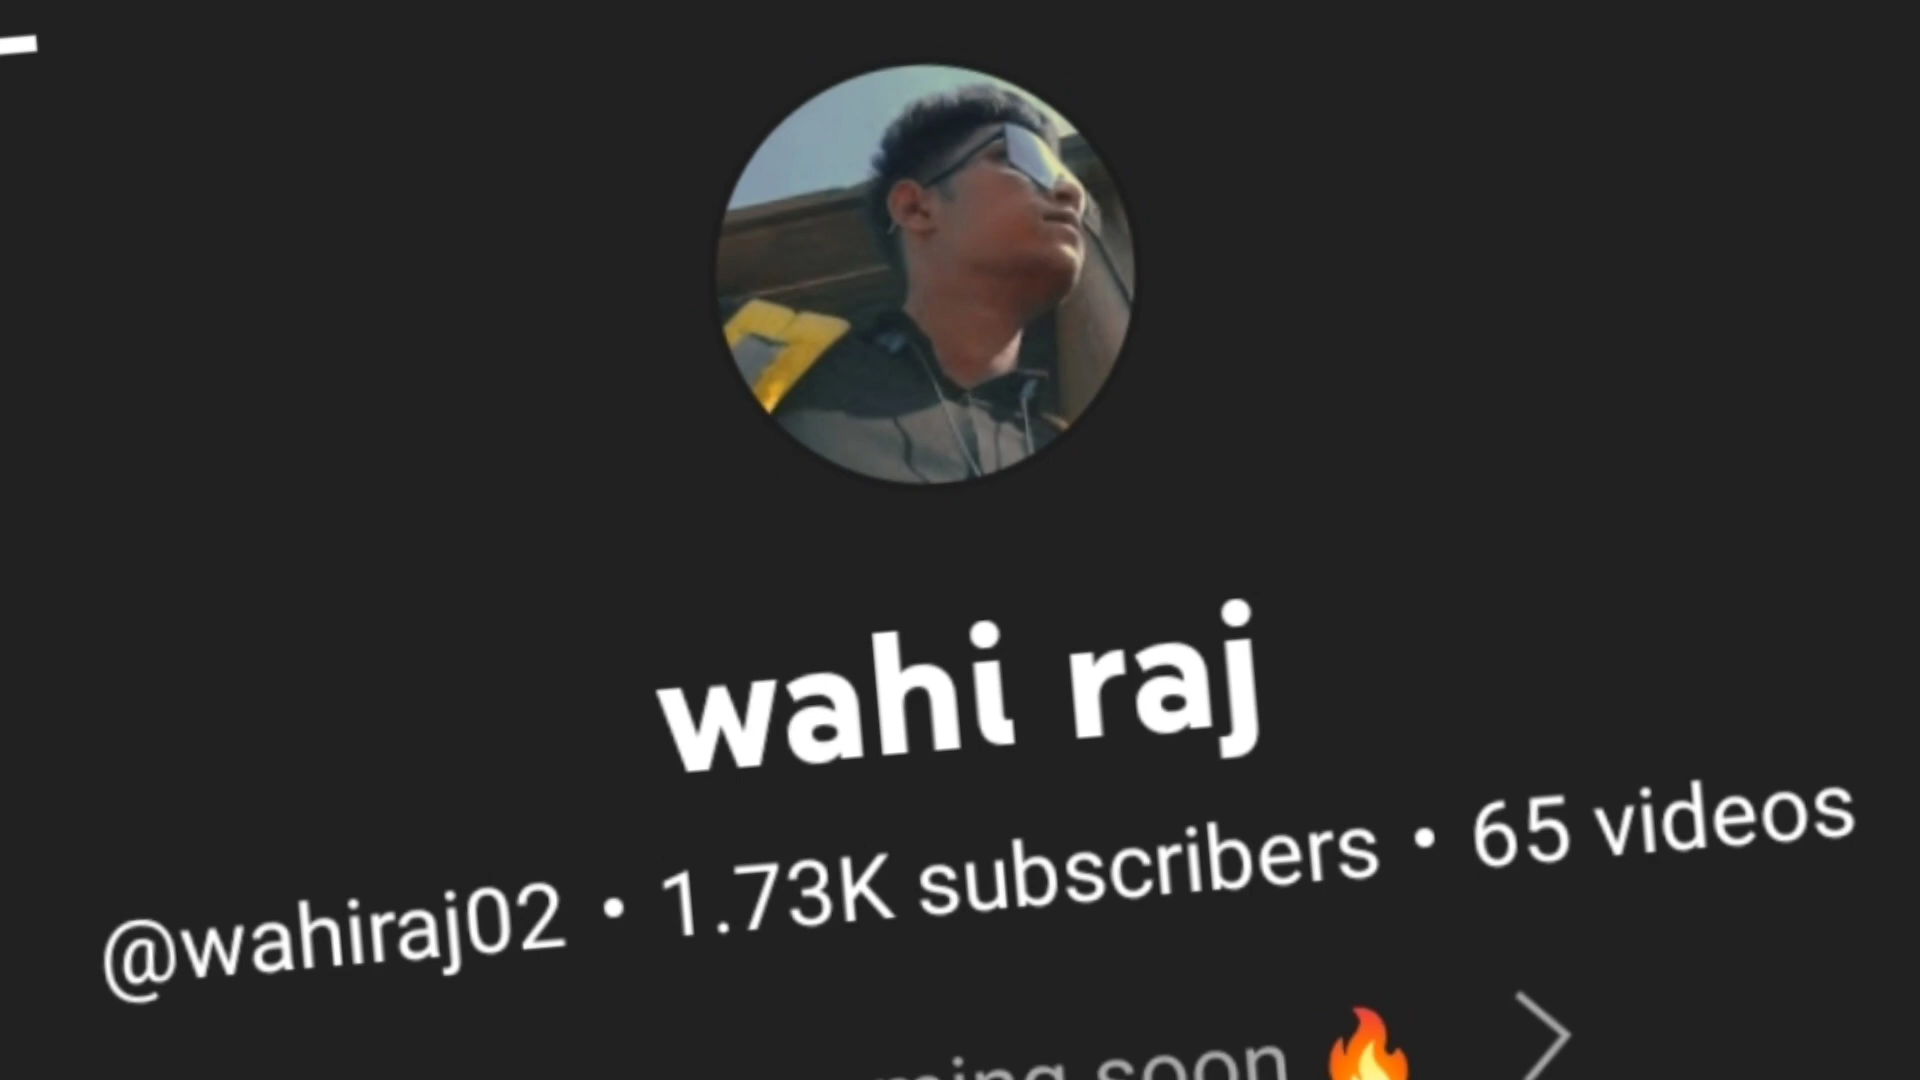 wahi raj
@wahiraj02 • 1.73K subscribers • 65 videos
soon 🔥